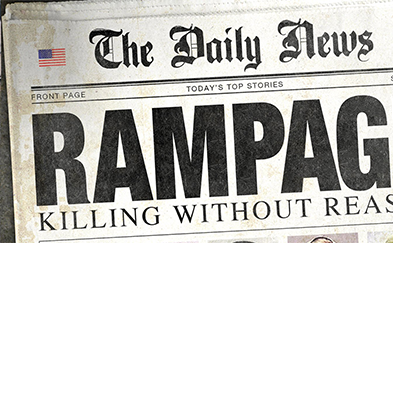 The Daily News
FRONT PAGE
TODAY'S TOP STORIES
RAMPAG
KILLING WITHOUT REAS